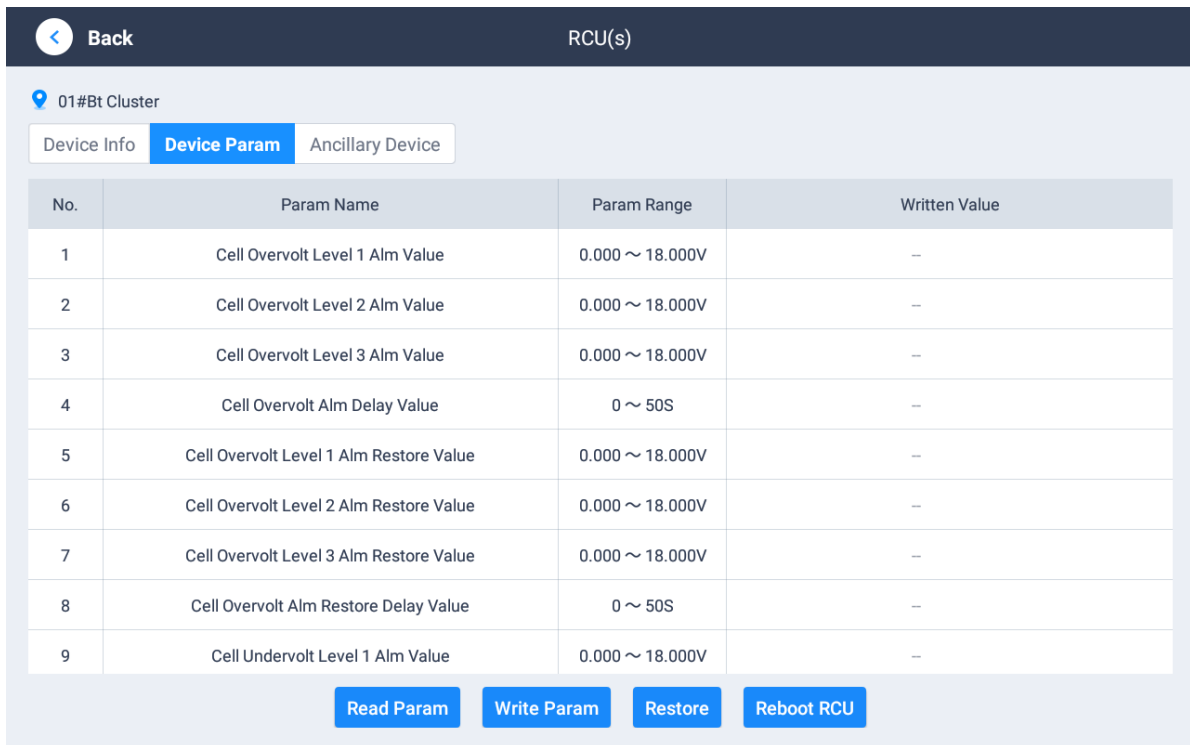 Back RCU(s)
01#Bt Cluster
Device Info Device Param Ancillary Device
No. Param Name Param Range Written Value
1 Cell Overvolt Level 1 Alm Value 0.000～18.000V --
2 Cell Overvolt Level 2 Alm Value 0.000～18.000V --
3 Cell Overvolt Level 3 Alm Value 0.000～18.000V --
4 Cell Overvolt Alm Delay Value 0～50S --
5 Cell Overvolt Level 1 Alm Restore Value 0.000～18.000V --
6 Cell Overvolt Level 2 Alm Restore Value 0.000～18.000V --
7 Cell Overvolt Level 3 Alm Restore Value 0.000～18.000V --
8 Cell Overvolt Alm Restore Delay Value 0～50S --
9 Cell Undervolt Level 1 Alm Value 0.000～18.000V --
Read Param Write Param Restore Reboot RCU